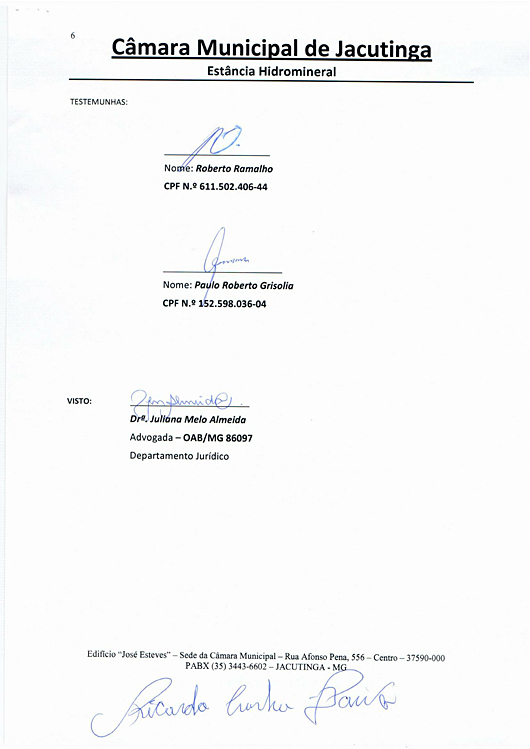 6
Câmara Municipal de Jacutinga
Estância Hidromineral
TESTEMUNHAS:
Nome: Roberto Ramalho
CPF N.º 611.502.406-44
Nome: Paulo Roberto Grisolia
CPF N.º 152.598.036-04
VISTO:
Drª. Juliana Melo Almeida
Advogada – OAB/MG 86097
Departamento Jurídico
Edifício “José Esteves” – Sede da Câmara Municipal – Rua Afonso Pena, 556 – Centro – 37590-000
PABX (35) 3443-6602 – JACUTINGA - MG
Ricardo Cunha